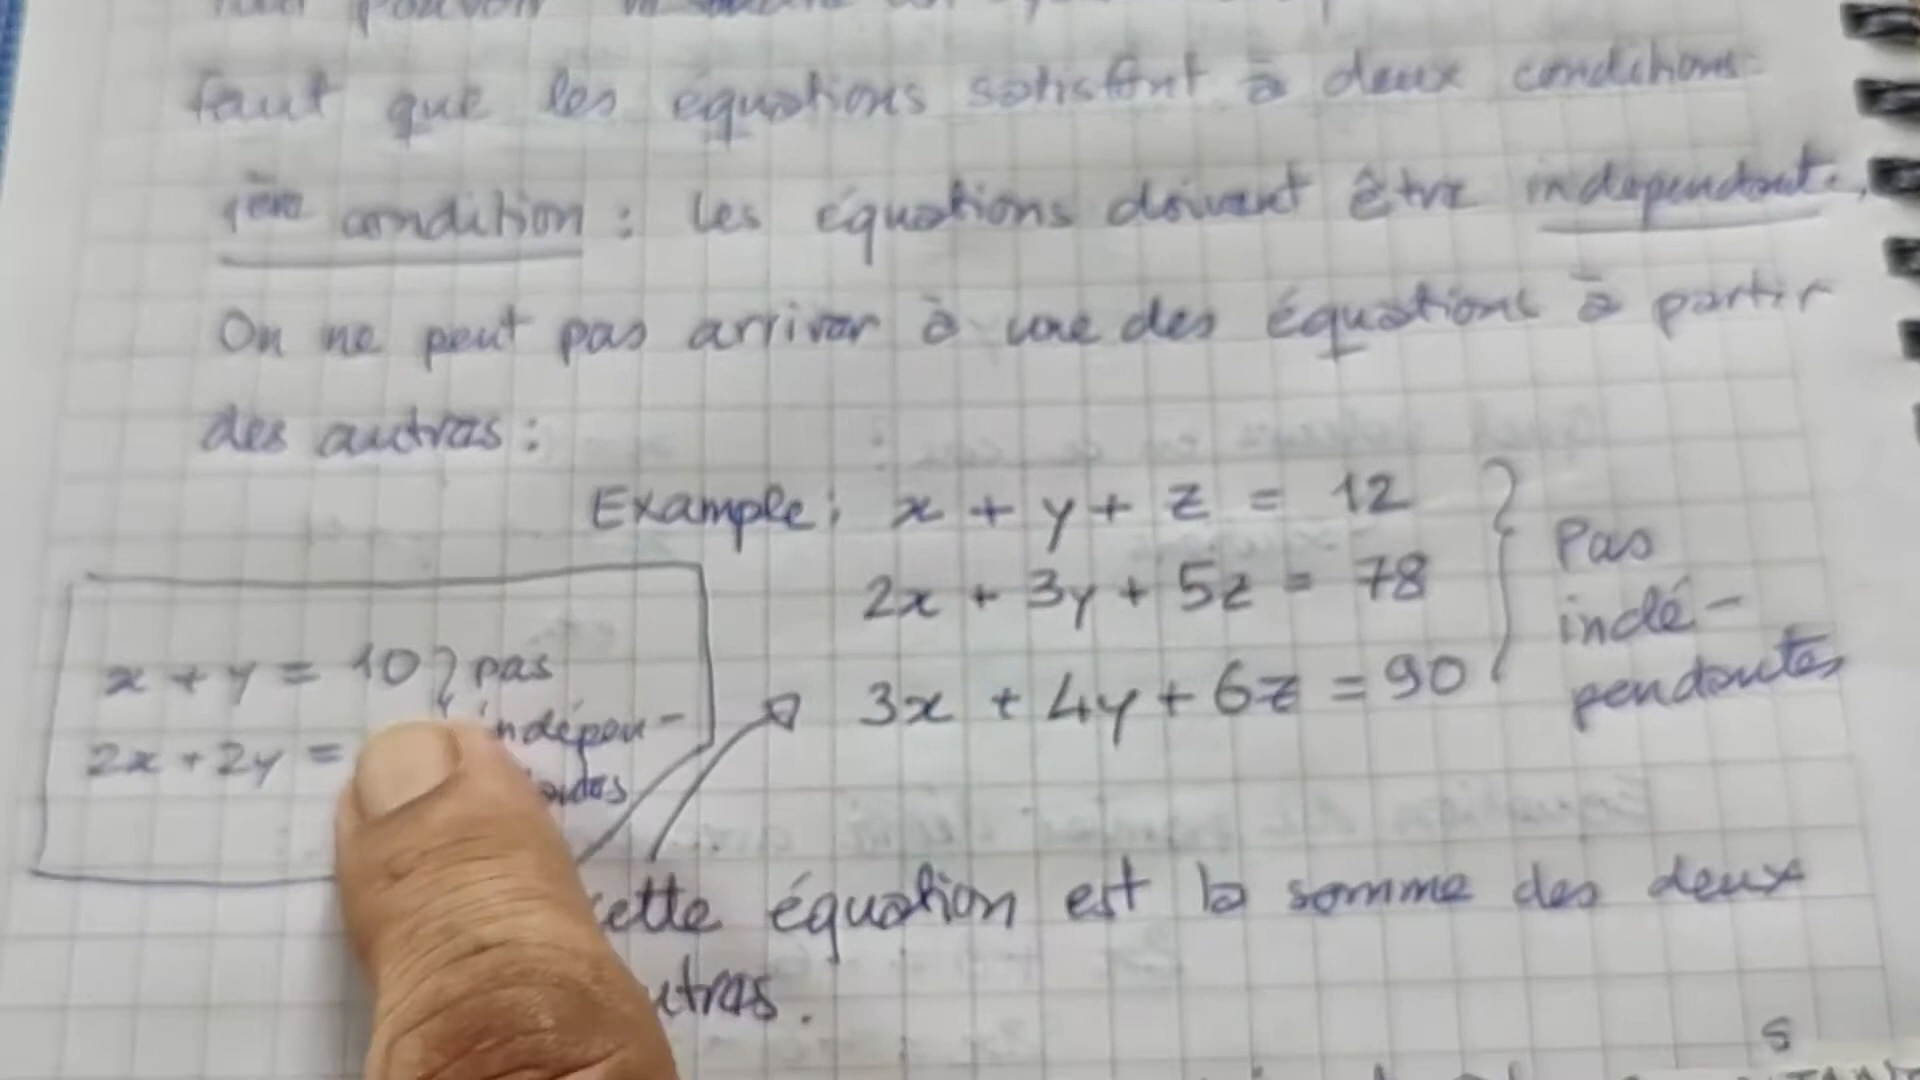 faut que les équations satisfont à deux conditions
1ère condition : les équations doivent être independent.
On ne peut pas arriver à une des équations à partir
des autres :
Example : x + y + z = 12
2x + 3y + 5z = 78
3x + 4y + 6z = 90
Pas
indé-
pendantes
x + y = 10 } pas
indépen-
2x + 2y =
cette équation est la somme des deux
utres.